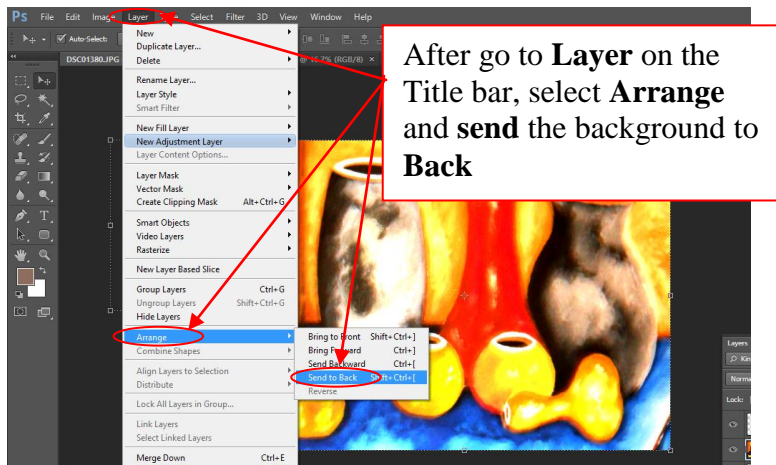 Ps File Edit Image Layer Select Filter 3D View Window Help
Auto-Select:
DSC01380.JPG
@ 16.7% (RGB/8) ×
After go to Layer on the
Title bar, select Arrange
and send the background to
Back
New
Duplicate Layer...
Delete
Rename Layer...
Layer Style
Smart Filter
New Fill Layer
New Adjustment Layer
Layer Content Options...
Layer Mask
Vector Mask
Create Clipping Mask Alt+Ctrl+G
Smart Objects
Video Layers
Rasterize
New Layer Based Slice
Group Layers Ctrl+G
Ungroup Layers Shift+Ctrl+G
Hide Layers
Arrange
Combine Shapes
Align Layers to Selection
Distribute
Lock All Layers in Group...
Link Layers
Select Linked Layers
Merge Down Ctrl+E
Bring to Front Shift+Ctrl+]
Bring Forward Ctrl+]
Send Backward Ctrl+[
Send to Back Shift+Ctrl+[
Reverse
Layers
Lock: